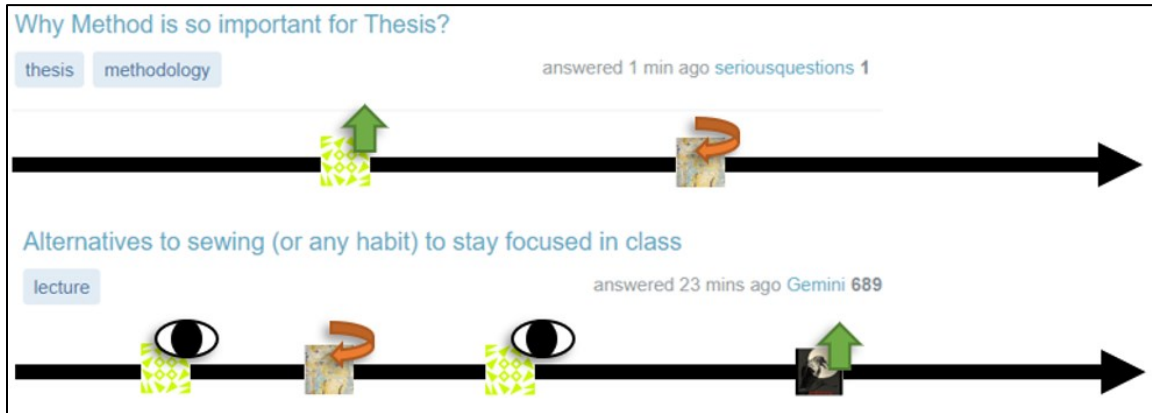 Why Method is so important for Thesis?
thesis methodology answered 1 min ago seriousquestions 1
Alternatives to sewing (or any habit) to stay focused in class
lecture answered 23 mins ago Gemini 689